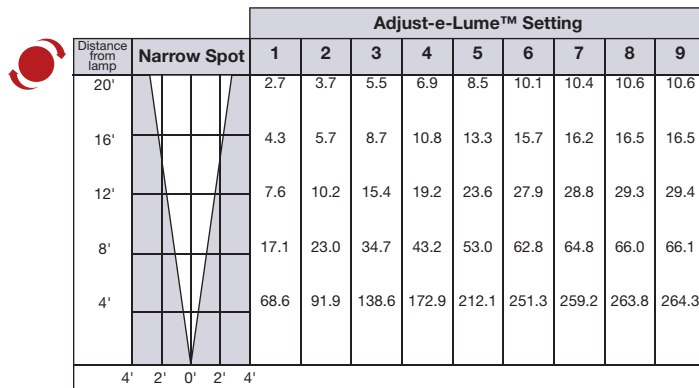 Adjust-e-Lume™ Setting
Distance from lamp Narrow Spot 1 2 3 4 5 6 7 8 9
20' 2.7 3.7 5.5 6.9 8.5 10.1 10.4 10.6 10.6
16' 4.3 5.7 8.7 10.8 13.3 15.7 16.2 16.5 16.5
12' 7.6 10.2 15.4 19.2 23.6 27.9 28.8 29.3 29.4
8' 17.1 23.0 34.7 43.2 53.0 62.8 64.8 66.0 66.1
4' 68.6 91.9 138.6 172.9 212.1 251.3 259.2 263.8 264.3
4' 2' 0' 2' 4'